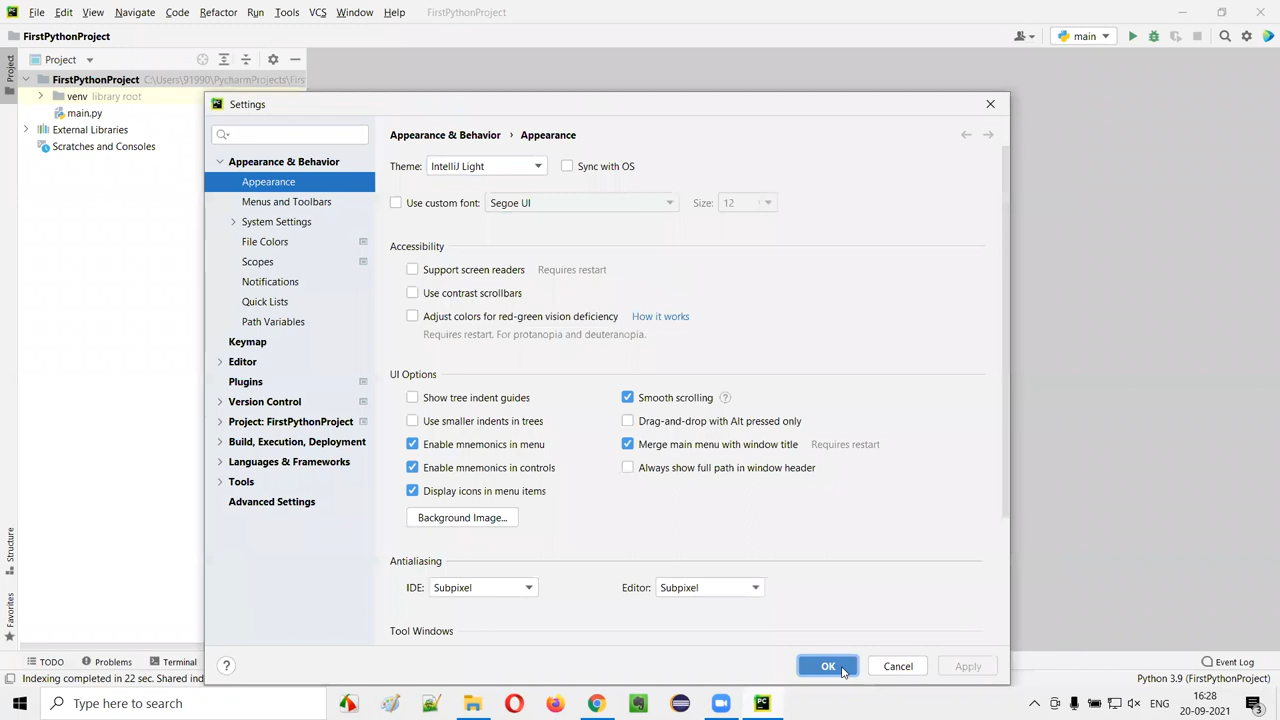 File Edit View Navigate Code Refactor Run Tools VCS Window Help FirstPythonProject
FirstPythonProject
main
Project
Project
FirstPythonProject C:\Users\91990\PycharmProjects\Firs
venv library root
main.py
External Libraries
Scratches and Consoles
Settings
Appearance & Behavior
Appearance
Menus and Toolbars
System Settings
File Colors
Scopes
Notifications
Quick Lists
Path Variables
Keymap
Editor
Plugins
Version Control
Project: FirstPythonProject
Build, Execution, Deployment
Languages & Frameworks
Tools
Advanced Settings
Appearance & Behavior › Appearance
Theme: IntelliJ Light Sync with OS
Use custom font: Segoe UI Size: 12
Accessibility
Support screen readers Requires restart
Use contrast scrollbars
Adjust colors for red-green vision deficiency How it works
Requires restart. For protanopia and deuteranopia.
UI Options
Show tree indent guides Smooth scrolling ?
Use smaller indents in trees Drag-and-drop with Alt pressed only
Enable mnemonics in menu Merge main menu with window title Requires restart
Enable mnemonics in controls Always show full path in window header
Display icons in menu items
Background Image...
Antialiasing
IDE: Subpixel Editor: Subpixel
Tool Windows
? OK Cancel Apply
Structure
Favorites
TODO Problems Terminal Event Log
Indexing completed in 22 sec. Shared ind Python 3.9 (FirstPythonProject)
Type here to search
ENG
16:28
20-09-2021
3